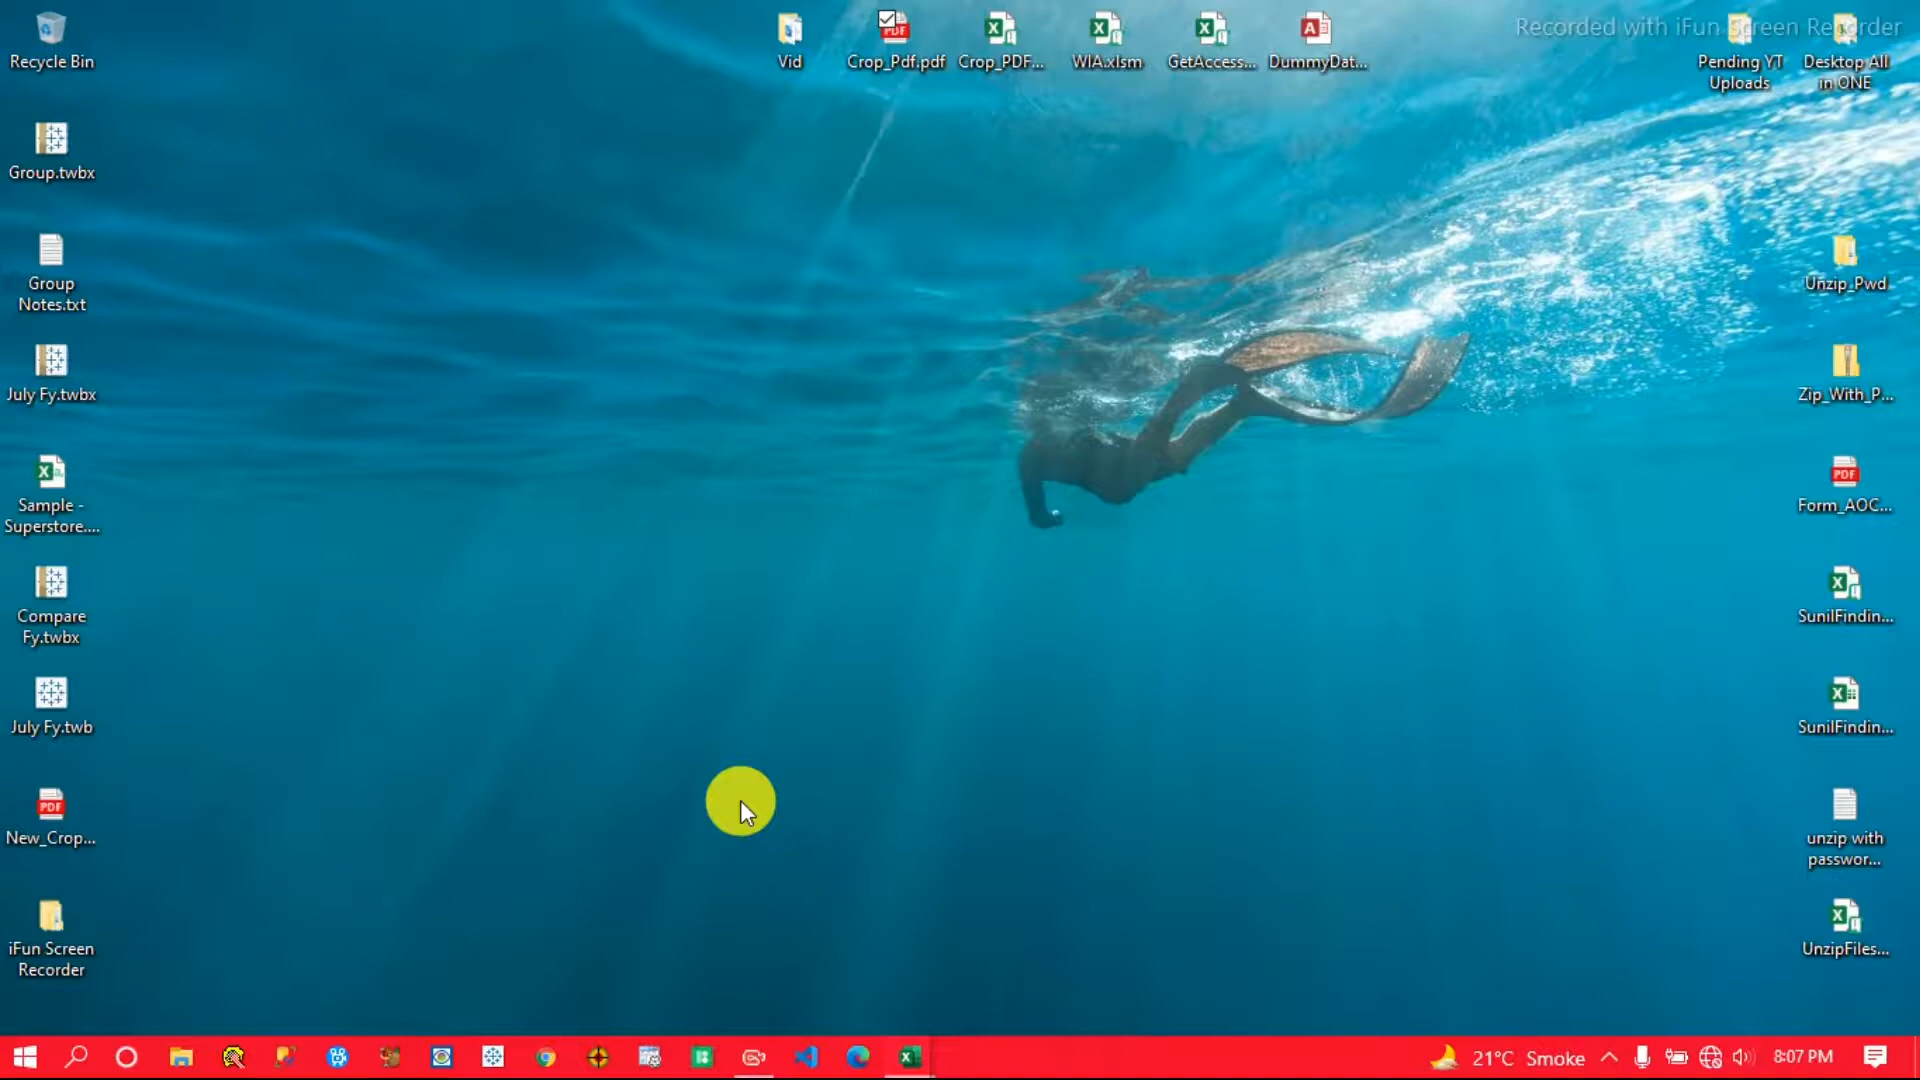 Recorded with iFun Screen Recorder
Recycle Bin
Vid
Crop_Pdf.pdf
Crop_PDF...
WIA.xlsm
GetAccess...
DummyDat...
Pending YT
Uploads
Desktop All
in ONE
Group.twbx
Group
Notes.txt
July Fy.twbx
Sample -
Superstore....
Compare
Fy.twbx
July Fy.twb
New_Crop...
iFun Screen
Recorder
Unzip_Pwd
Zip_With_P...
Form_AOC...
SunilFindin...
SunilFindin...
unzip with
passwor...
UnzipFiles...
21°C Smoke
8:07 PM